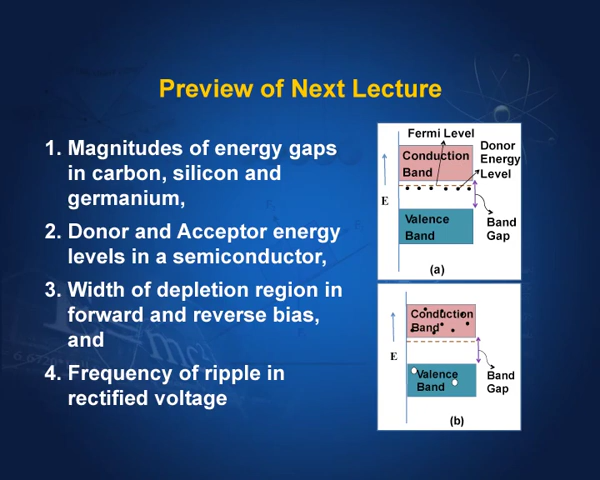 Preview of Next Lecture
1. Magnitudes of energy gaps
in carbon, silicon and
germanium,
2. Donor and Acceptor energy
levels in a semiconductor,
3. Width of depletion region in
forward and reverse bias,
and
4. Frequency of ripple in
rectified voltage
Fermi Level
Donor
Energy
Level
Conduction
Band
E
Valence
Band
Band
Gap
(a)
Conduction
Band
E
Valence
Band
Band
Gap
(b)